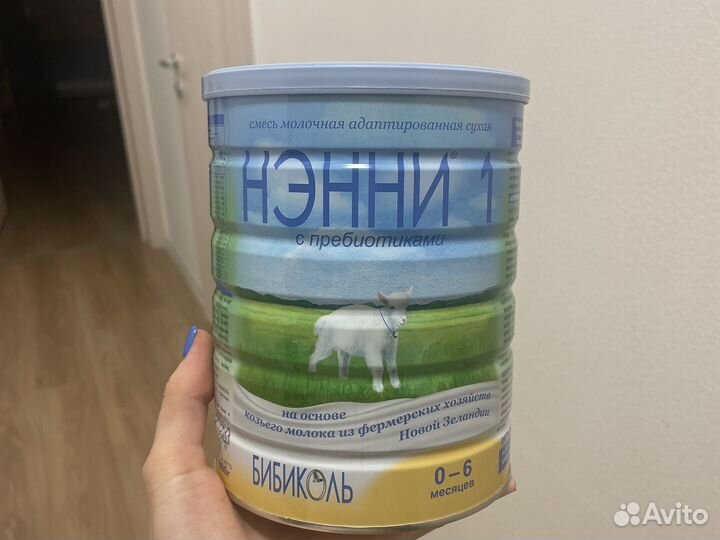 смесь молочная адаптированная сухая
НЭННИ® 1
с пребиотиками
на основе
козьего молока из фермерских хозяйств
Новой Зеландии
БИБИКОЛЬ
0–6
месяцев
Avito